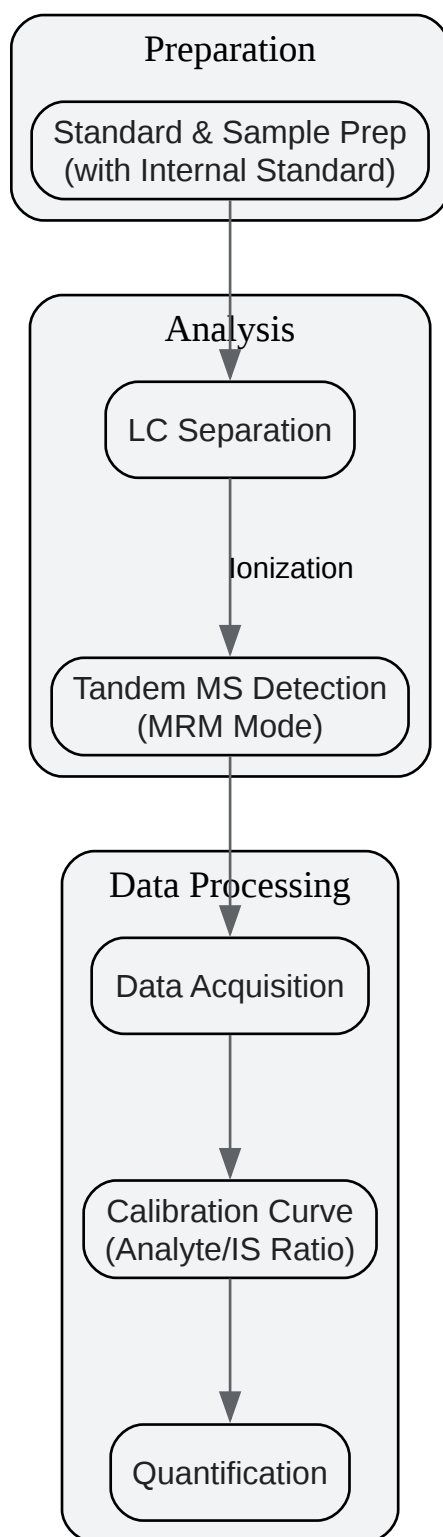 Preparation
Standard & Sample Prep
(with Internal Standard)
Analysis
LC Separation
Ionization
Tandem MS Detection
(MRM Mode)
Data Processing
Data Acquisition
Calibration Curve
(Analyte/IS Ratio)
Quantification